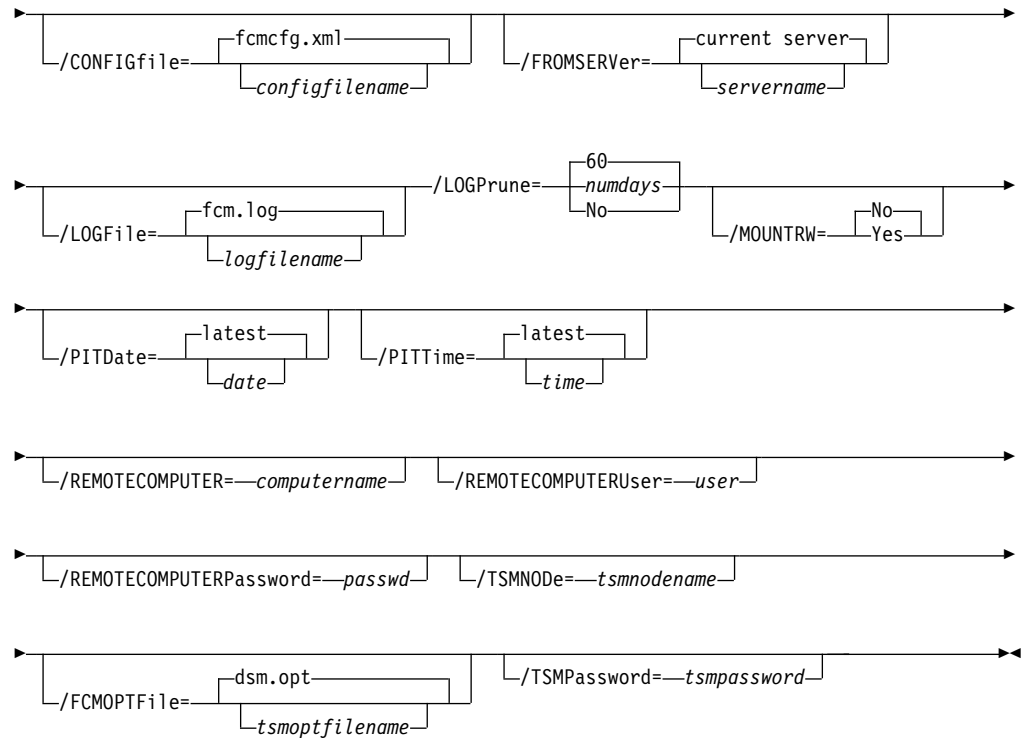 fcmcfg.xml
/CONFIGfile=
configfilename
current server
/FROMSERVer=
servername
60
/LOGPrune=
numdays
No
fcm.log
/LOGFile=
logfilename
No
/MOUNTRW=
Yes
latest
/PITDate=
date
latest
/PITTime=
time
/REMOTECOMPUTER= computername
/REMOTECOMPUTERUser= user
/REMOTECOMPUTERPassword= passwd
/TSMNODe= tsmnodename
dsm.opt
/FCMOPTFile=
tsmoptfilename
/TSMPassword= tsmpassword